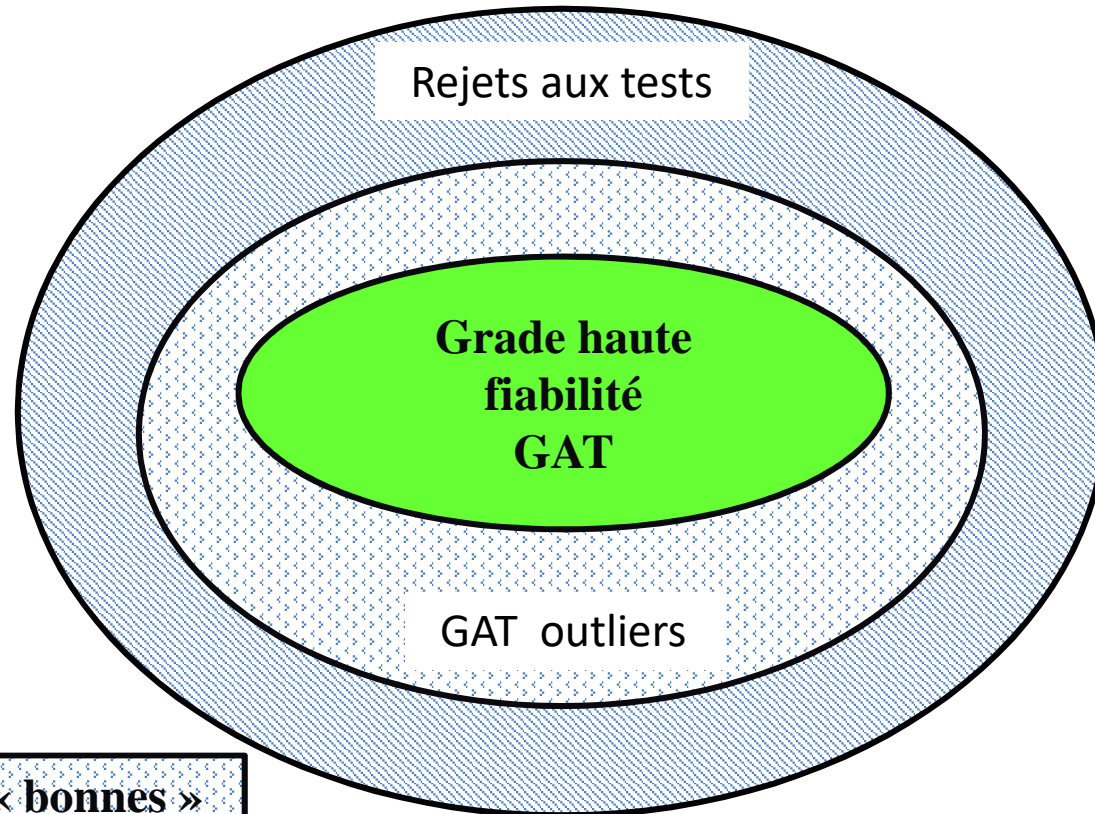 Rejets aux tests
Grade haute
fiabilité
GAT
GAT outliers
« bonnes »